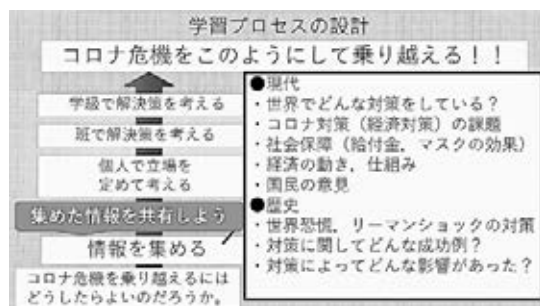 学習プロセスの設計
コロナ危機をこのようにして乗り越える！！
学級で解決策を考える
班で解決策を考える
個人で立場を
定めて考える
集めた情報を共有しよう
情報を集める
コロナ危機を乗り越えるには
どうしたらよいのだろうか。
●現代
・世界でどんな対策をしている？
・コロナ対策（経済対策）の課題
・社会保障（給付金，マスクの効果）
・経済の動き，仕組み
・国民の意見
●歴史
・世界恐慌，リーマンショックの対策
・対策に関してどんな成功例？
・対策によってどんな影響があった？